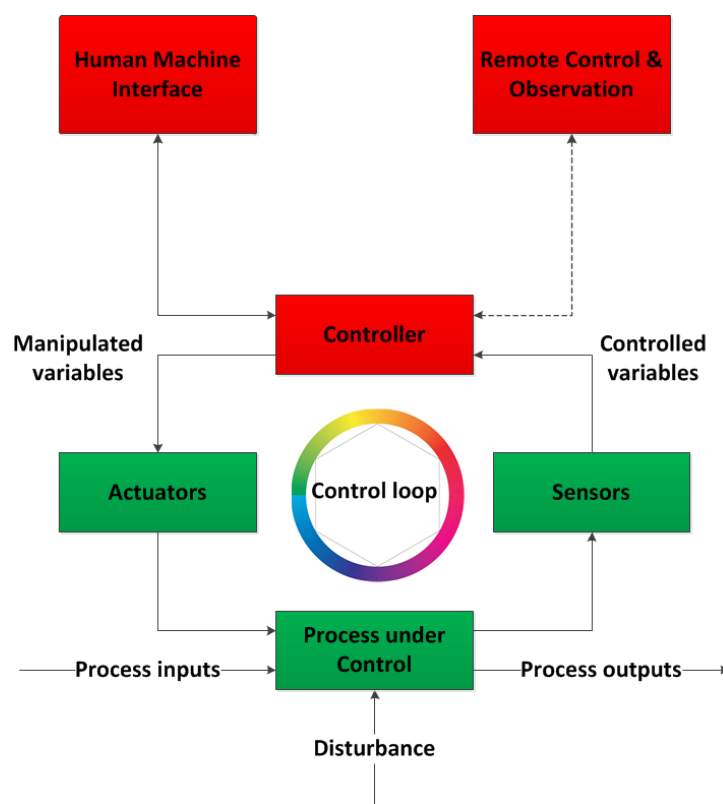 Human Machine
Interface
Remote Control &
Observation
Controller
Manipulated
variables
Controlled
variables
Actuators
Control loop
Sensors
Process under
Control
Process inputs
Process outputs
Disturbance